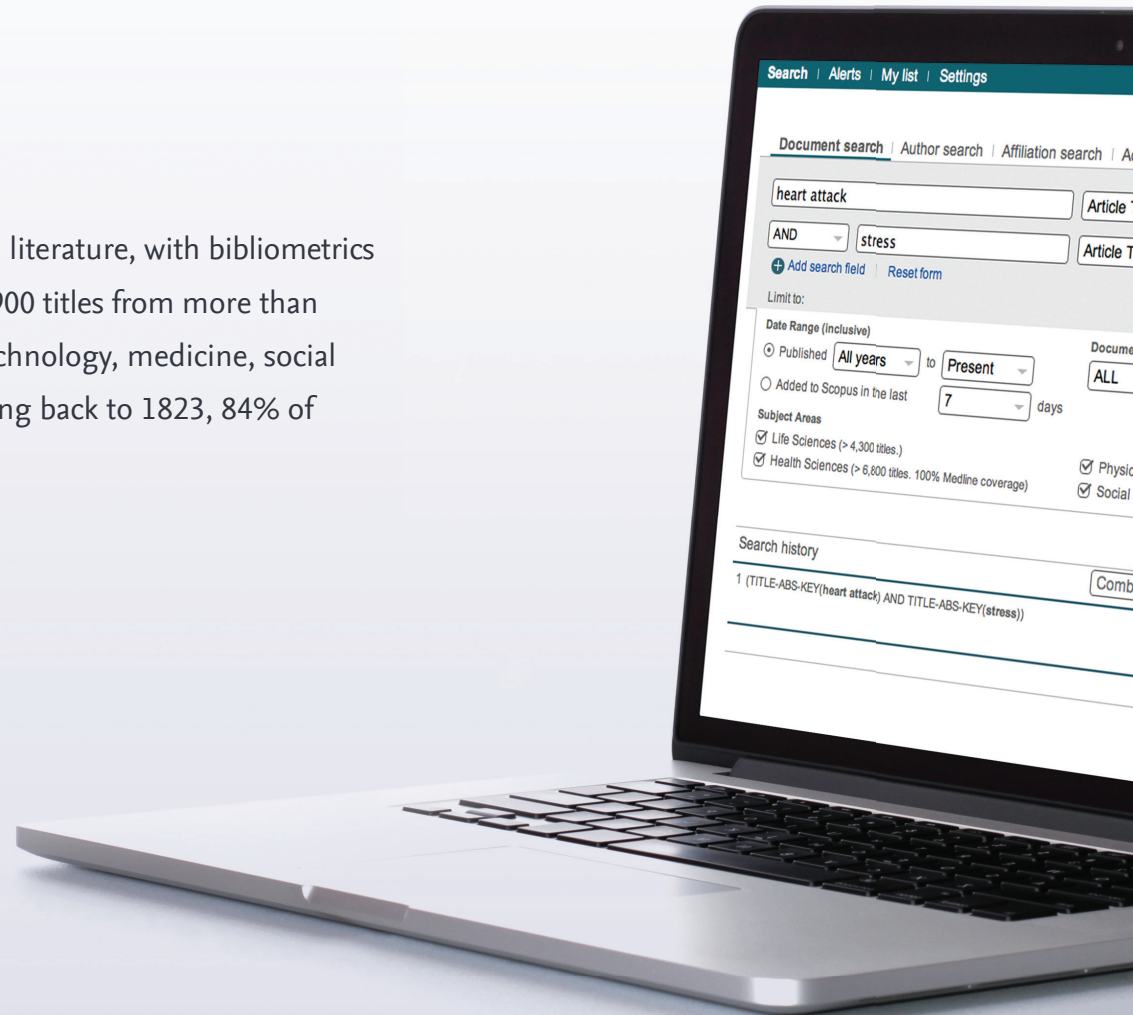 literature, with bibliometrics
900 titles from more than
chnology, medicine, social
ng back to 1823, 84% of
Search | Alerts | My list | Settings
Document search | Author search | Affiliation search |
heart attack
Article
AND
stress
Article
Add search field | Reset form
Limit to:
Date Range (inclusive)
Published All years to Present
ALL
Added to Scopus in the last 7 days
Subject Areas
Life Sciences (> 4,300 titles.)
Health Sciences (> 6,800 titles. 100% Medline coverage)
Social
Search history
1 (TITLE-ABS-KEY(heart attack) AND TITLE-ABS-KEY(stress))